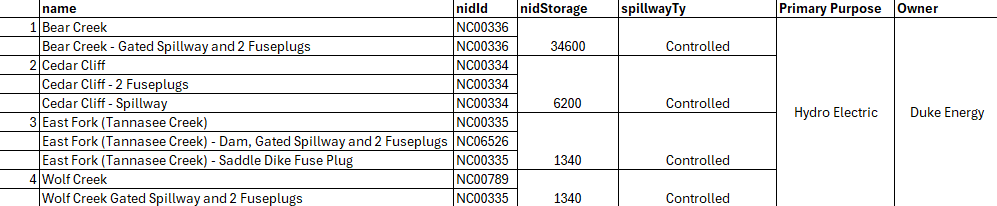 name nidId nidStorage spillwayTy Primary Purpose Owner
1 Bear Creek NC00336
Bear Creek - Gated Spillway and 2 Fuseplugs NC00336 34600 Controlled
2 Cedar Cliff NC00334
Cedar Cliff - 2 Fuseplugs NC00334
Cedar Cliff - Spillway NC00334 6200 Controlled
Hydro Electric Duke Energy
3 East Fork (Tannasee Creek) NC00335
East Fork (Tannasee Creek) - Dam, Gated Spillway and 2 Fuseplugs NC06526
East Fork (Tannasee Creek) - Saddle Dike Fuse Plug NC00335 1340 Controlled
4 Wolf Creek NC00789
Wolf Creek Gated Spillway and 2 Fuseplugs NC00335 1340 Controlled